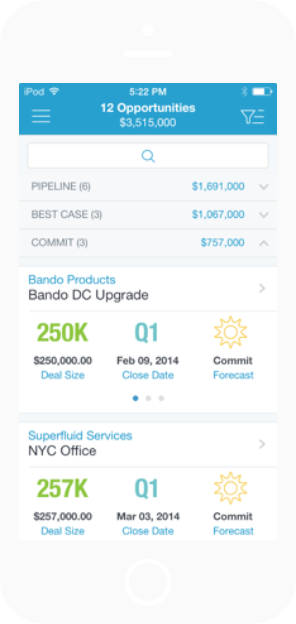 iPod 5:22 PM
12 Opportunities
$3,515,000
PIPELINE (6) $1,691,000
BEST CASE (3) $1,067,000
COMMIT (3) $757,000
Bando Products
Bando DC Upgrade
250K Q1
$250,000.00 Feb 09, 2014 Commit
Deal Size Close Date Forecast
Superfluid Services
NYC Office
257K Q1
$257,000.00 Mar 03, 2014 Commit
Deal Size Close Date Forecast